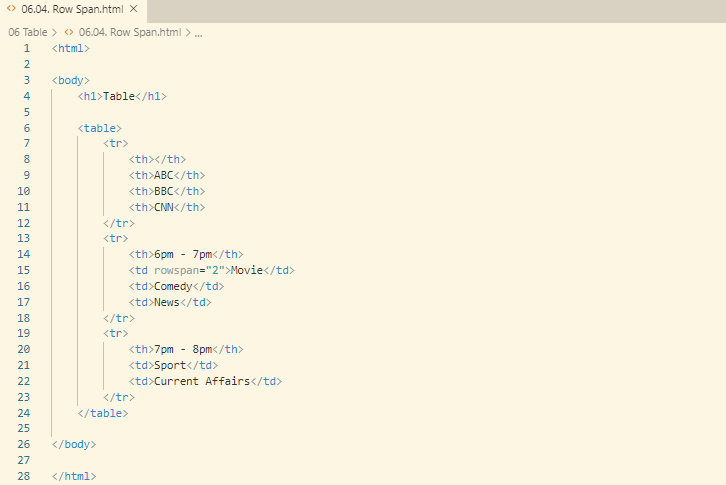 06.04. Row Span.html
06 Table > 06.04. Row Span.html > ...
1 <html>
2
3 <body>
4     <h1>Table</h1>
5
6     <table>
7         <tr>
8             <th></th>
9             <th>ABC</th>
10             <th>BBC</th>
11             <th>CNN</th>
12         </tr>
13         <tr>
14             <th>6pm - 7pm</th>
15             <td rowspan="2">Movie</td>
16             <td>Comedy</td>
17             <td>News</td>
18         </tr>
19         <tr>
20             <th>7pm - 8pm</th>
21             <td>Sport</td>
22             <td>Current Affairs</td>
23         </tr>
24     </table>
25
26 </body>
27
28 </html>